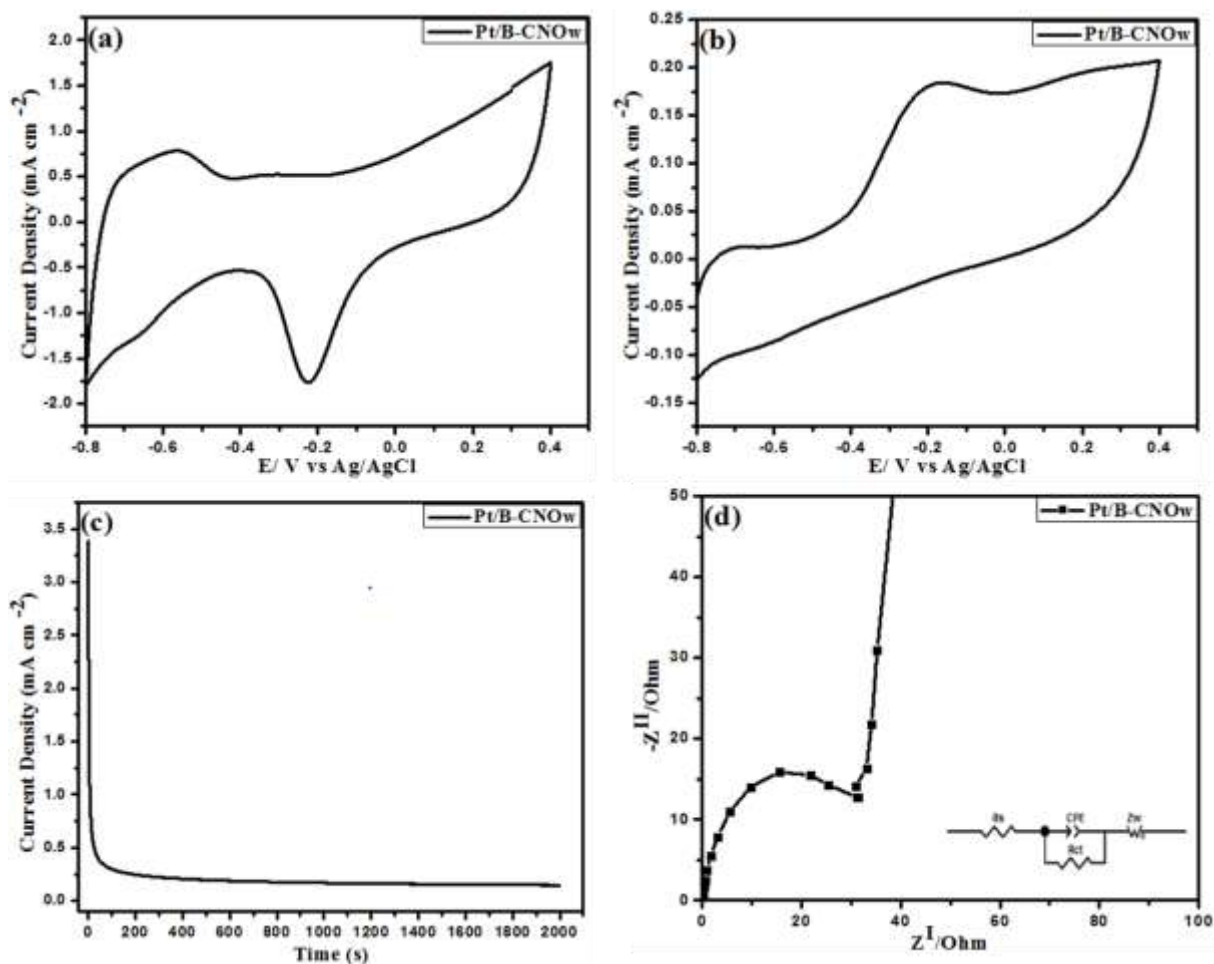 (a)
Pt/B-CNOw
2.0
1.5
1.0
0.5
0.0
-0.5
-1.0
-1.5
-2.0
Current Density (mA cm -2)
-0.8 -0.6 -0.4 -0.2 0.0 0.2 0.4
E/ V vs Ag/AgCl
(b)
Pt/B-CNOw
0.25
0.20
0.15
0.10
0.05
0.00
-0.05
-0.10
-0.15
Current Density (mA cm -2)
-0.8 -0.6 -0.4 -0.2 0.0 0.2 0.4
E/ V vs Ag/AgCl
(c)
Pt/B-CNOw
3.5
3.0
2.5
2.0
1.5
1.0
0.5
0.0
Current Density (mA cm -2)
0 200 400 600 800 1000 1200 1400 1600 1800 2000
Time (s)
(d)
Pt/B-CNOw
50
40
30
20
10
0
-Z II/Ohm
Rs CPE Zw
Rct
0 20 40 60 80 100
Z I/Ohm